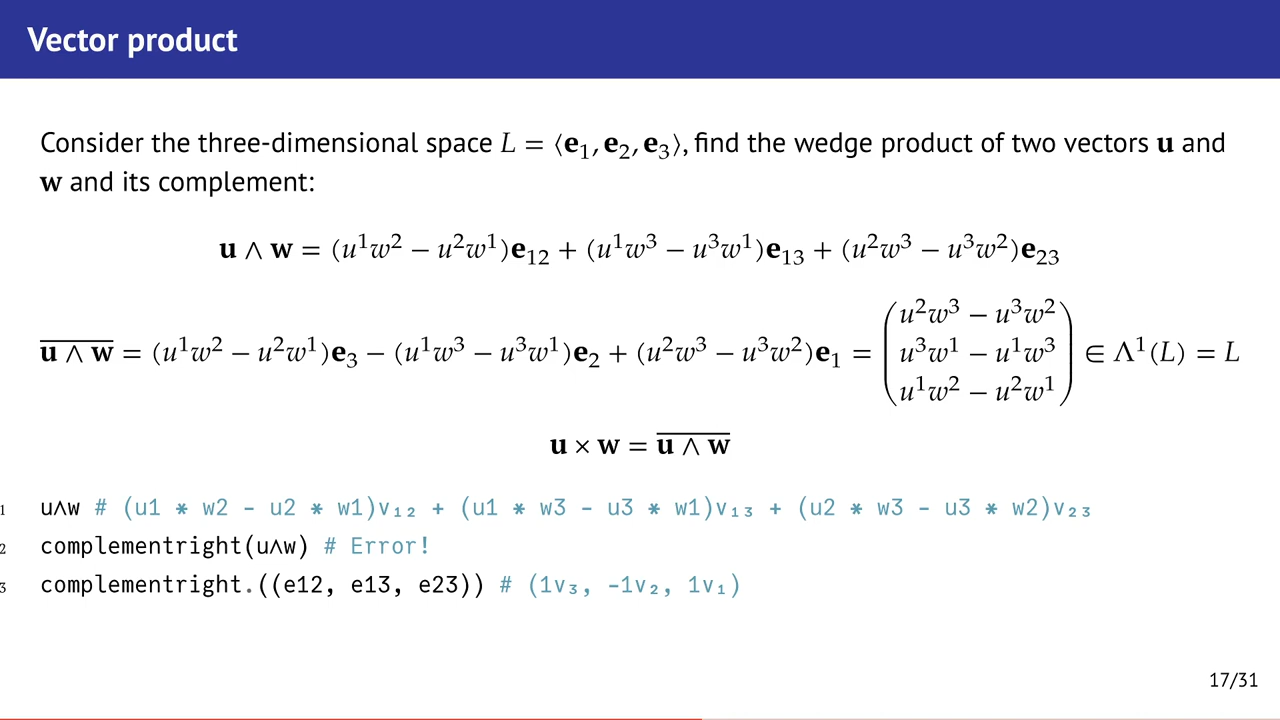 Vector product
Consider the three-dimensional space L = ⟨e₁, e₂, e₃⟩, find the wedge product of two vectors u and
w and its complement:
u ∧ w = (u¹w² − u²w¹)e₁₂ + (u¹w³ − u³w¹)e₁₃ + (u²w³ − u³w²)e₂₃
u²w³ − u³w²
\overline{u ∧ w} = (u¹w² − u²w¹)e₃ − (u¹w³ − u³w¹)e₂ + (u²w³ − u³w²)e₁ = ( u³w¹ − u¹w³ ) ∈ Λ¹(L) = L
u¹w² − u²w¹
u × w = \overline{u ∧ w}
1 u∧w # (u1 * w2 - u2 * w1)v₁₂ + (u1 * w3 - u3 * w1)v₁₃ + (u2 * w3 - u3 * w2)v₂₃
2 complementright(u∧w) # Error!
3 complementright.((e12, e13, e23)) # (1v₃, -1v₂, 1v₁)
17/31